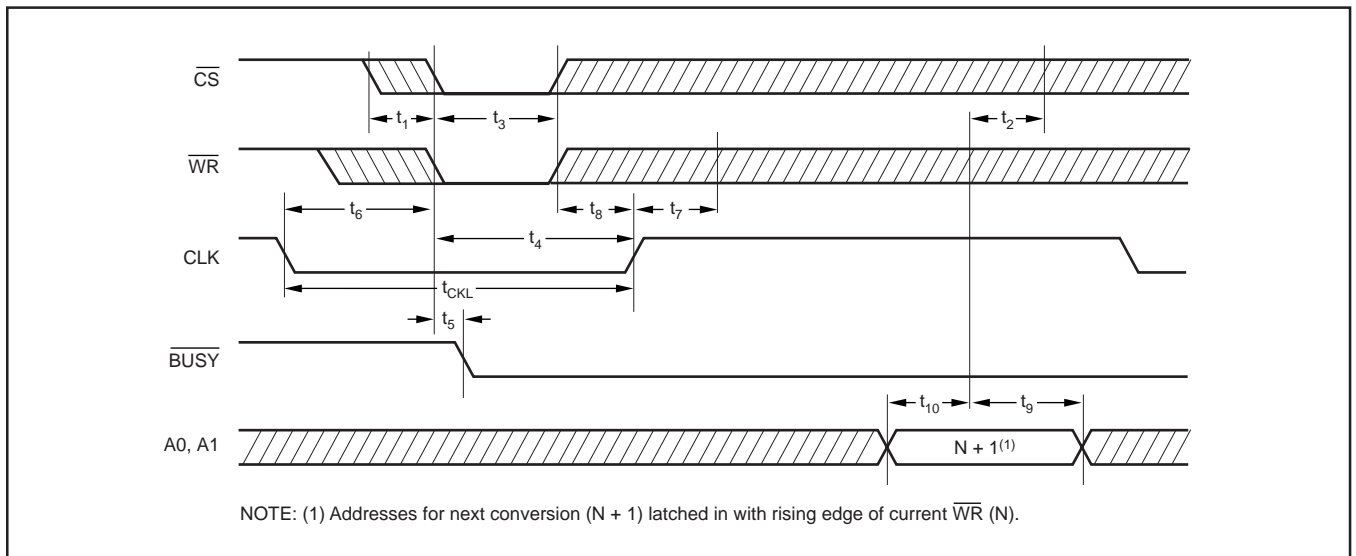 CS
t1 t3 t2
WR
t6 t8 t7
t4
CLK
tCKL
t5
BUSY
t10 t9
A0, A1 N + 1(1)
NOTE: (1) Addresses for next conversion (N + 1) latched in with rising edge of current WR (N).